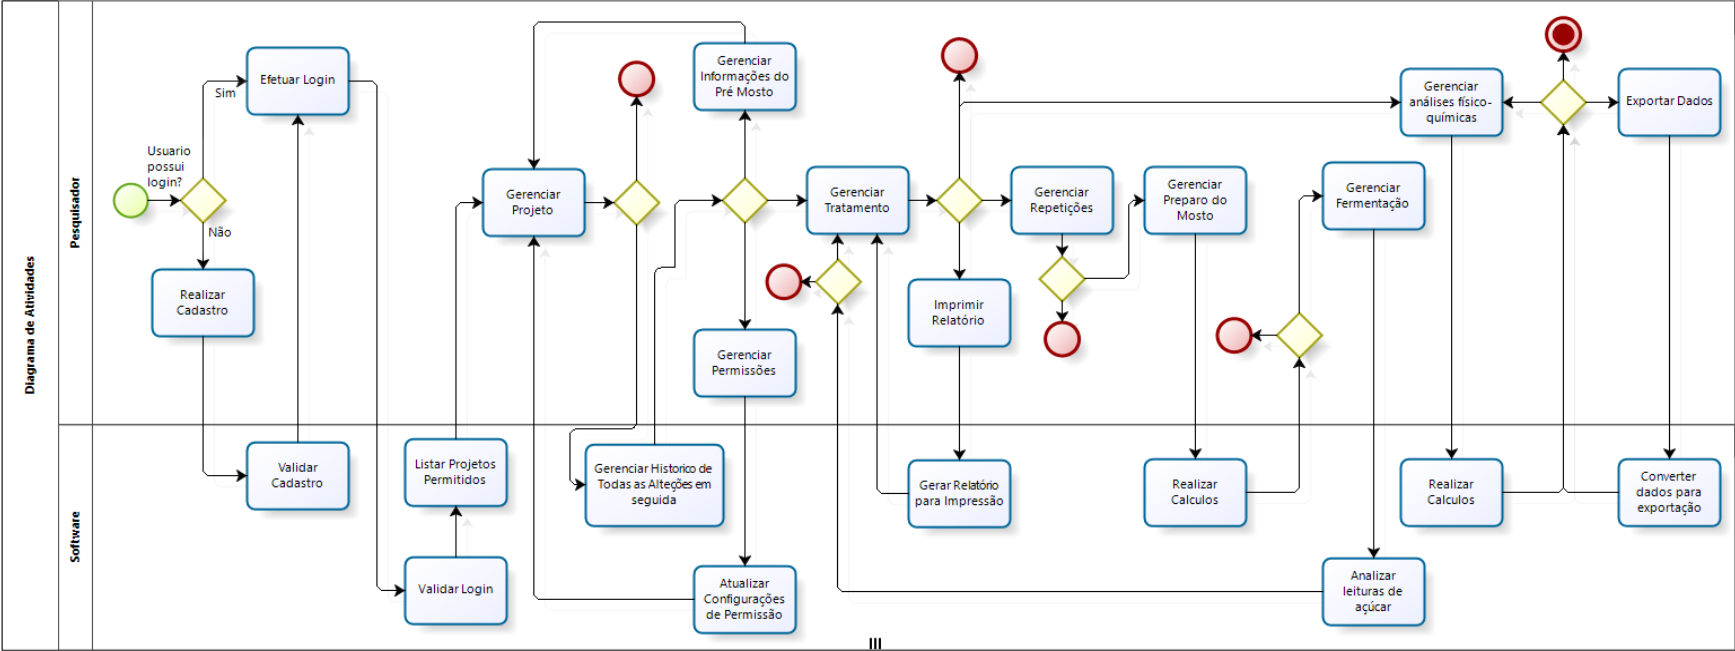 Diagrama de Atividades
Pesquisador
Software
Usuario
possui
login?
Sim
Não
Efetuar Login
Realizar
Cadastro
Validar
Cadastro
Listar Projetos
Permitidos
Validar Login
Gerenciar
Projeto
Gerenciar Historico de
Todas as Alteções em
seguida
Gerenciar
Informações do
Pré Mosto
Gerenciar
Permissões
Atualizar
Configurações
de Permissão
Gerenciar
Tratamento
Imprimir
Relatório
Gerar Relatório
para Impressão
Gerenciar
Repetições
Gerenciar
Preparo do
Mosto
Realizar
Calculos
Gerenciar
Fermentação
Analizar
leituras de
açúcar
Gerenciar
análises físico-
químicas
Realizar
Calculos
Exportar Dados
Converter
dados para
exportação